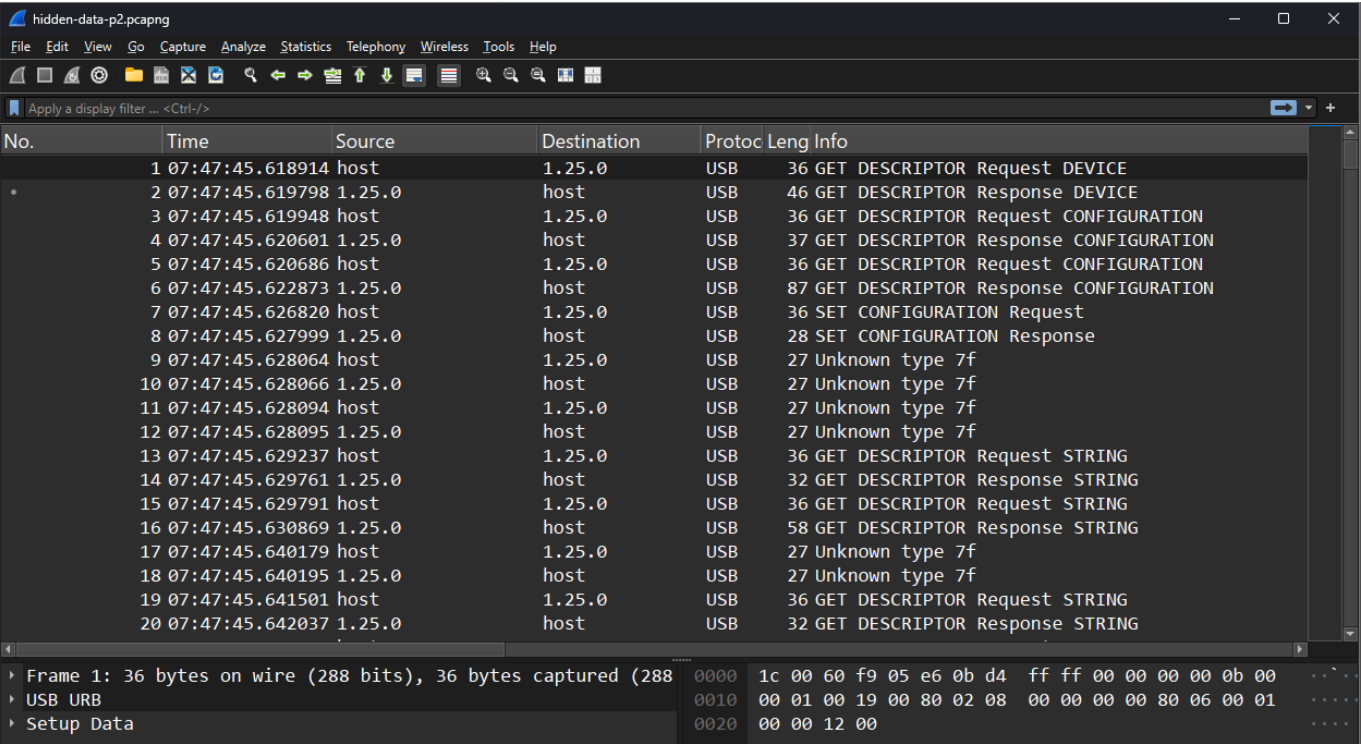 hidden-data-p2.pcapng
File Edit View Go Capture Analyze Statistics Telephony Wireless Tools Help
Apply a display filter ... <Ctrl-/>
No. Time Source Destination Protoc Leng Info
1 07:47:45.618914 host 1.25.0 USB 36 GET DESCRIPTOR Request DEVICE
2 07:47:45.619798 1.25.0 host USB 46 GET DESCRIPTOR Response DEVICE
3 07:47:45.619948 host 1.25.0 USB 36 GET DESCRIPTOR Request CONFIGURATION
4 07:47:45.620601 1.25.0 host USB 37 GET DESCRIPTOR Response CONFIGURATION
5 07:47:45.620686 host 1.25.0 USB 36 GET DESCRIPTOR Request CONFIGURATION
6 07:47:45.622873 1.25.0 host USB 87 GET DESCRIPTOR Response CONFIGURATION
7 07:47:45.626820 host 1.25.0 USB 36 SET CONFIGURATION Request
8 07:47:45.627999 1.25.0 host USB 28 SET CONFIGURATION Response
9 07:47:45.628064 host 1.25.0 USB 27 Unknown type 7f
10 07:47:45.628066 1.25.0 host USB 27 Unknown type 7f
11 07:47:45.628094 host 1.25.0 USB 27 Unknown type 7f
12 07:47:45.628095 1.25.0 host USB 27 Unknown type 7f
13 07:47:45.629237 host 1.25.0 USB 36 GET DESCRIPTOR Request STRING
14 07:47:45.629761 1.25.0 host USB 32 GET DESCRIPTOR Response STRING
15 07:47:45.629791 host 1.25.0 USB 36 GET DESCRIPTOR Request STRING
16 07:47:45.630869 1.25.0 host USB 58 GET DESCRIPTOR Response STRING
17 07:47:45.640179 host 1.25.0 USB 27 Unknown type 7f
18 07:47:45.640195 1.25.0 host USB 27 Unknown type 7f
19 07:47:45.641501 host 1.25.0 USB 36 GET DESCRIPTOR Request STRING
20 07:47:45.642037 1.25.0 host USB 32 GET DESCRIPTOR Response STRING
Frame 1: 36 bytes on wire (288 bits), 36 bytes captured (288
USB URB
Setup Data
0000 1c 00 60 f9 05 e6 0b d4 ff ff 00 00 00 00 0b 00 ..`..
0010 00 01 00 19 00 80 02 08 00 00 00 00 80 06 00 01 .....
0020 00 00 12 00 ....